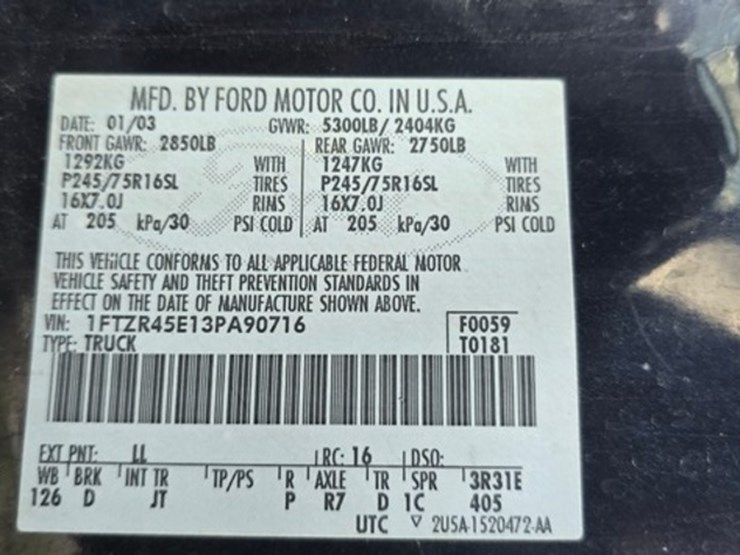 MFD. BY FORD MOTOR CO. IN U.S.A.
DATE: 01/03 GVWR: 5300LB/ 2404KG
FRONT GAWR: 2850LB REAR GAWR: 2750LB
1292KG WITH 1247KG WITH
P245/75R16SL TIRES P245/75R16SL TIRES
16X7.0J RIMS 16X7.0J RIMS
AT 205 kPa/30 PSI COLD AT 205 kPa/30 PSI COLD
THIS VEHICLE CONFORMS TO ALL APPLICABLE FEDERAL MOTOR
VEHICLE SAFETY AND THEFT PREVENTION STANDARDS IN
EFFECT ON THE DATE OF MANUFACTURE SHOWN ABOVE.
VIN: 1FTZR45E13PA90716 F0059
TYPE: TRUCK T0181
EXT PNT: LL RC: 16 DSO:
WB BRK INT TR TP/PS R AXLE TR SPR 3R31E
126 D JT P R7 D 1C 405
UTC ▽ 2U5A-1520472-AA